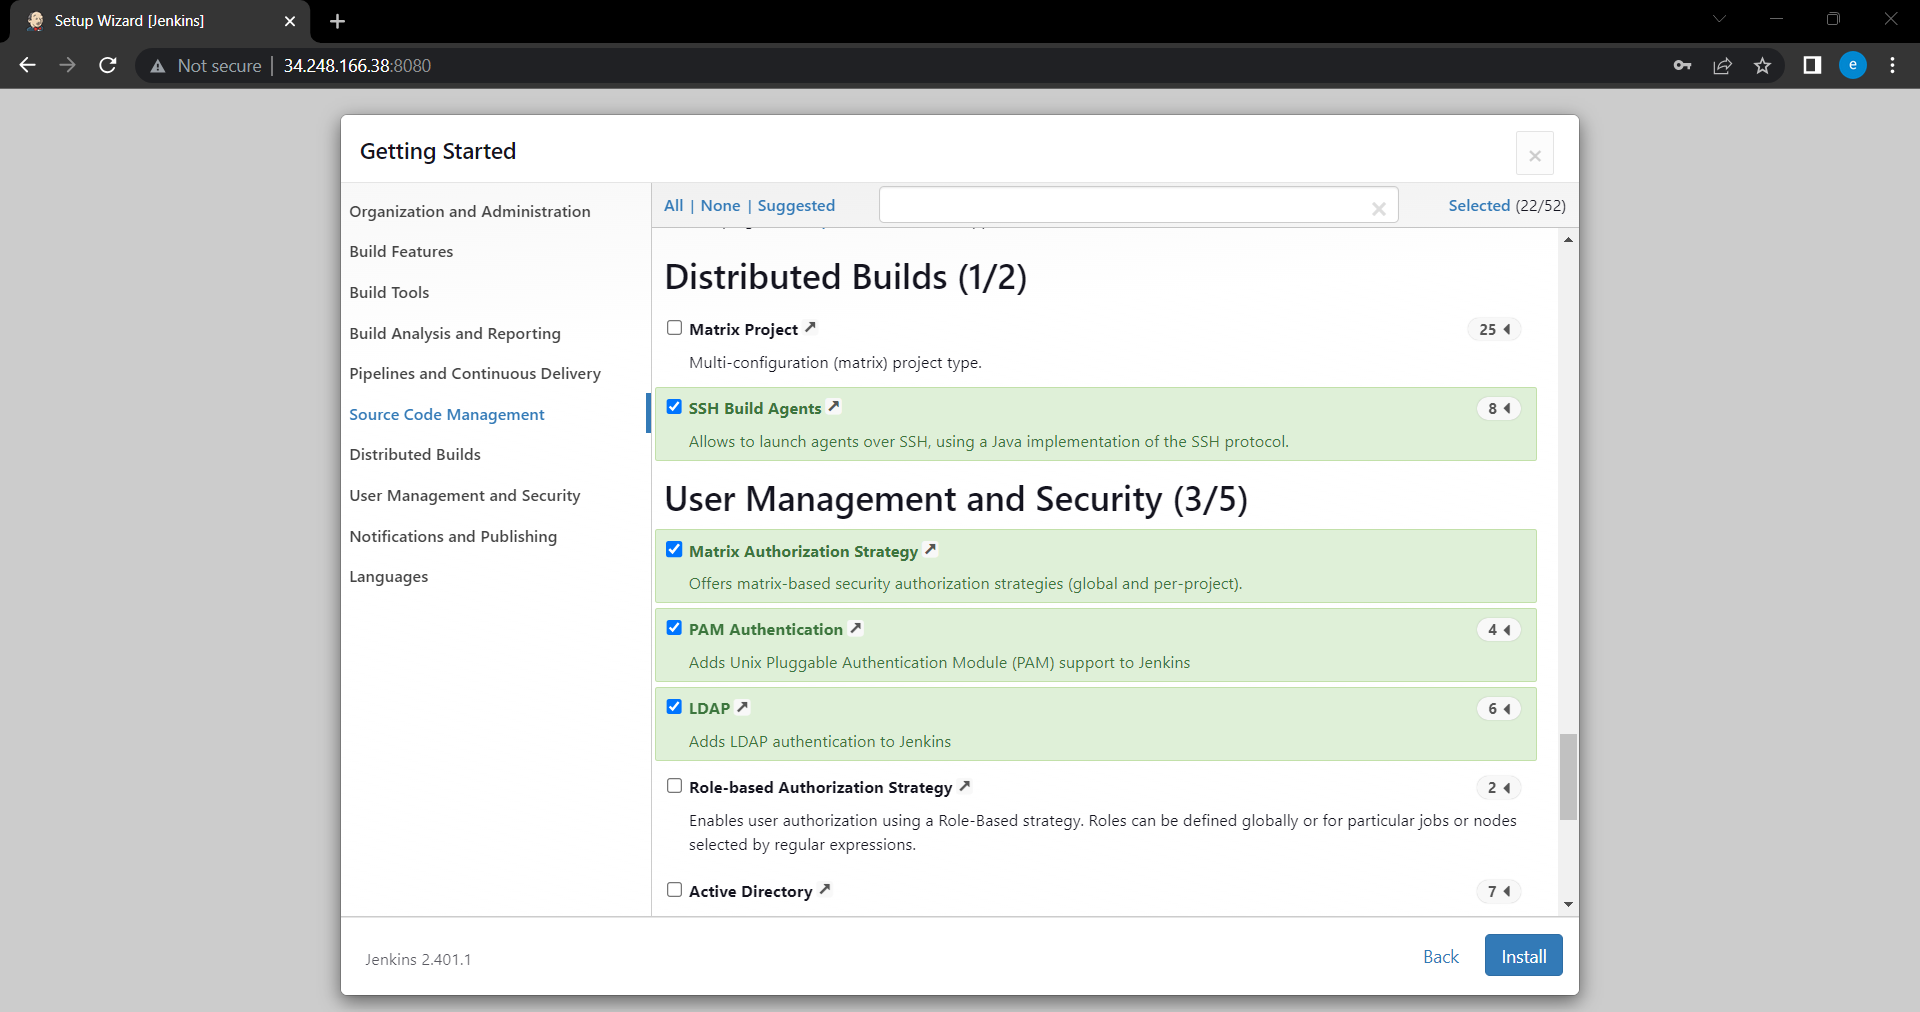 Setup Wizard [Jenkins]
Not secure | 34.248.166.38:8080
e
Getting Started
Organization and Administration
Build Features
Build Tools
Build Analysis and Reporting
Pipelines and Continuous Delivery
Source Code Management
Distributed Builds
User Management and Security
Notifications and Publishing
Languages
All | None | Suggested
Selected (22/52)
Distributed Builds (1/2)
Matrix Project
25
Multi-configuration (matrix) project type.
SSH Build Agents
8
Allows to launch agents over SSH, using a Java implementation of the SSH protocol.
User Management and Security (3/5)
Matrix Authorization Strategy
Offers matrix-based security authorization strategies (global and per-project).
PAM Authentication
4
Adds Unix Pluggable Authentication Module (PAM) support to Jenkins
LDAP
6
Adds LDAP authentication to Jenkins
Role-based Authorization Strategy
2
Enables user authorization using a Role-Based strategy. Roles can be defined globally or for particular jobs or nodes
selected by regular expressions.
Active Directory
7
Jenkins 2.401.1
Back
Install